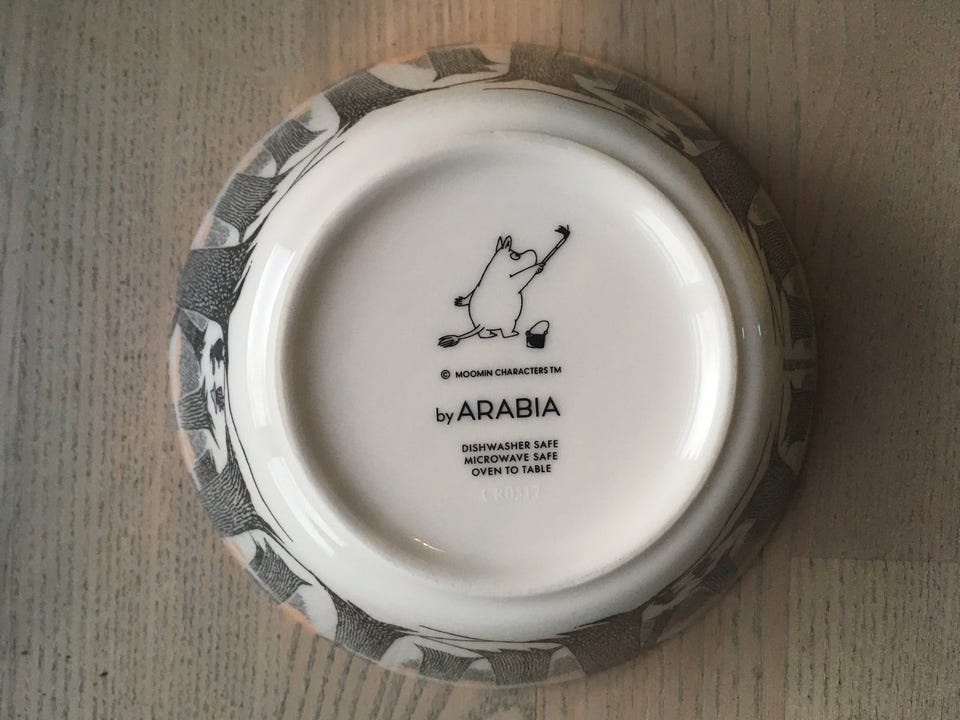 © MOOMIN CHARACTERS TM
by ARABIA
DISHWASHER SAFE
MICROWAVE SAFE
OVEN TO TABLE